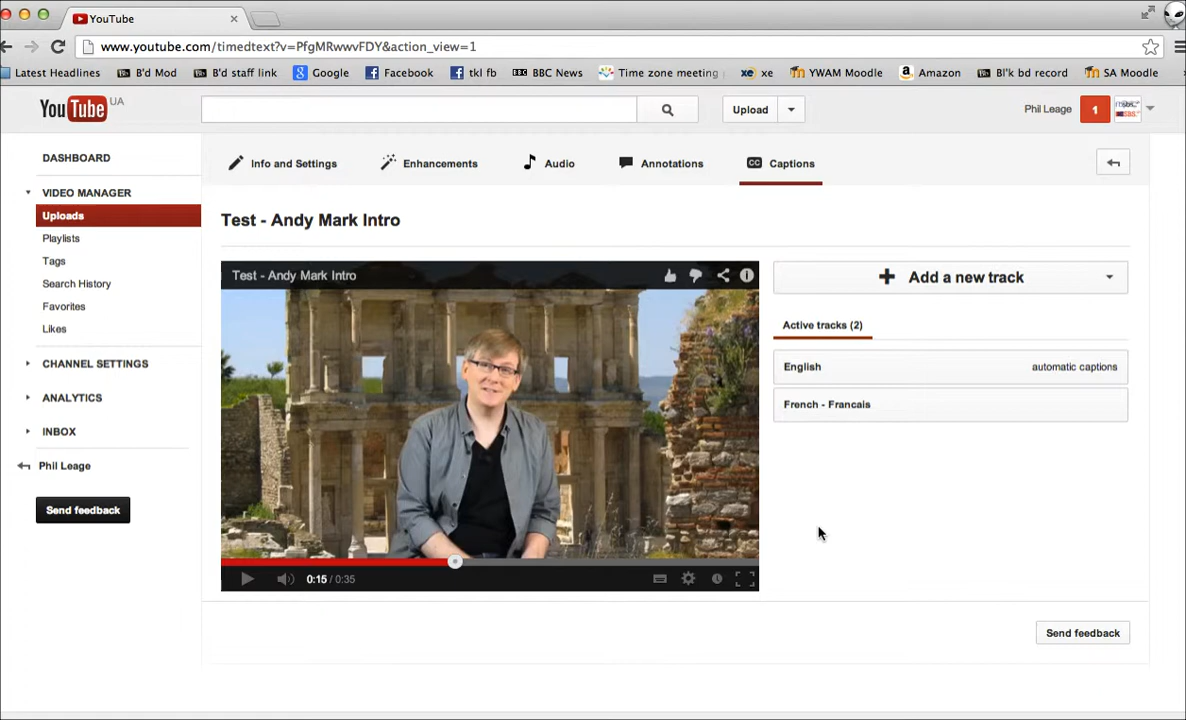 YouTube
www.youtube.com/timedtext?v=PfgMRwwvFDY&action_view=1
Latest Headlines B'd Mod B'd staff link Google Facebook tkl fb BBC News Time zone meeting xe xe YWAM Moodle Amazon Bl'k bd record SA Moodle
YouTube UA Upload Phil Leage 1
DASHBOARD
VIDEO MANAGER
Uploads
Playlists
Tags
Search History
Favorites
Likes
CHANNEL SETTINGS
ANALYTICS
INBOX
Phil Leage
Send feedback
Info and Settings Enhancements Audio Annotations CC Captions
Test - Andy Mark Intro
Test - Andy Mark Intro
0:15 / 0:35
Add a new track
Active tracks (2)
English automatic captions
French - Francais
Send feedback